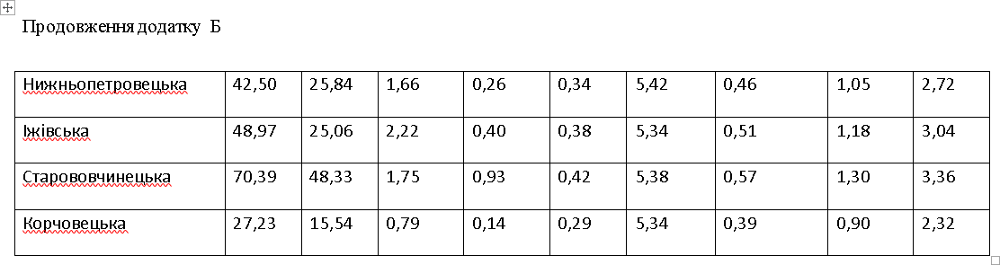 Продовження додатку Б
Нижньопетровецька 42,50 25,84 1,66 0,26 0,34 5,42 0,46 1,05 2,72
Іжівська 48,97 25,06 2,22 0,40 0,38 5,34 0,51 1,18 3,04
Старововчинецька 70,39 48,33 1,75 0,93 0,42 5,38 0,57 1,30 3,36
Корчовецька 27,23 15,54 0,79 0,14 0,29 5,34 0,39 0,90 2,32